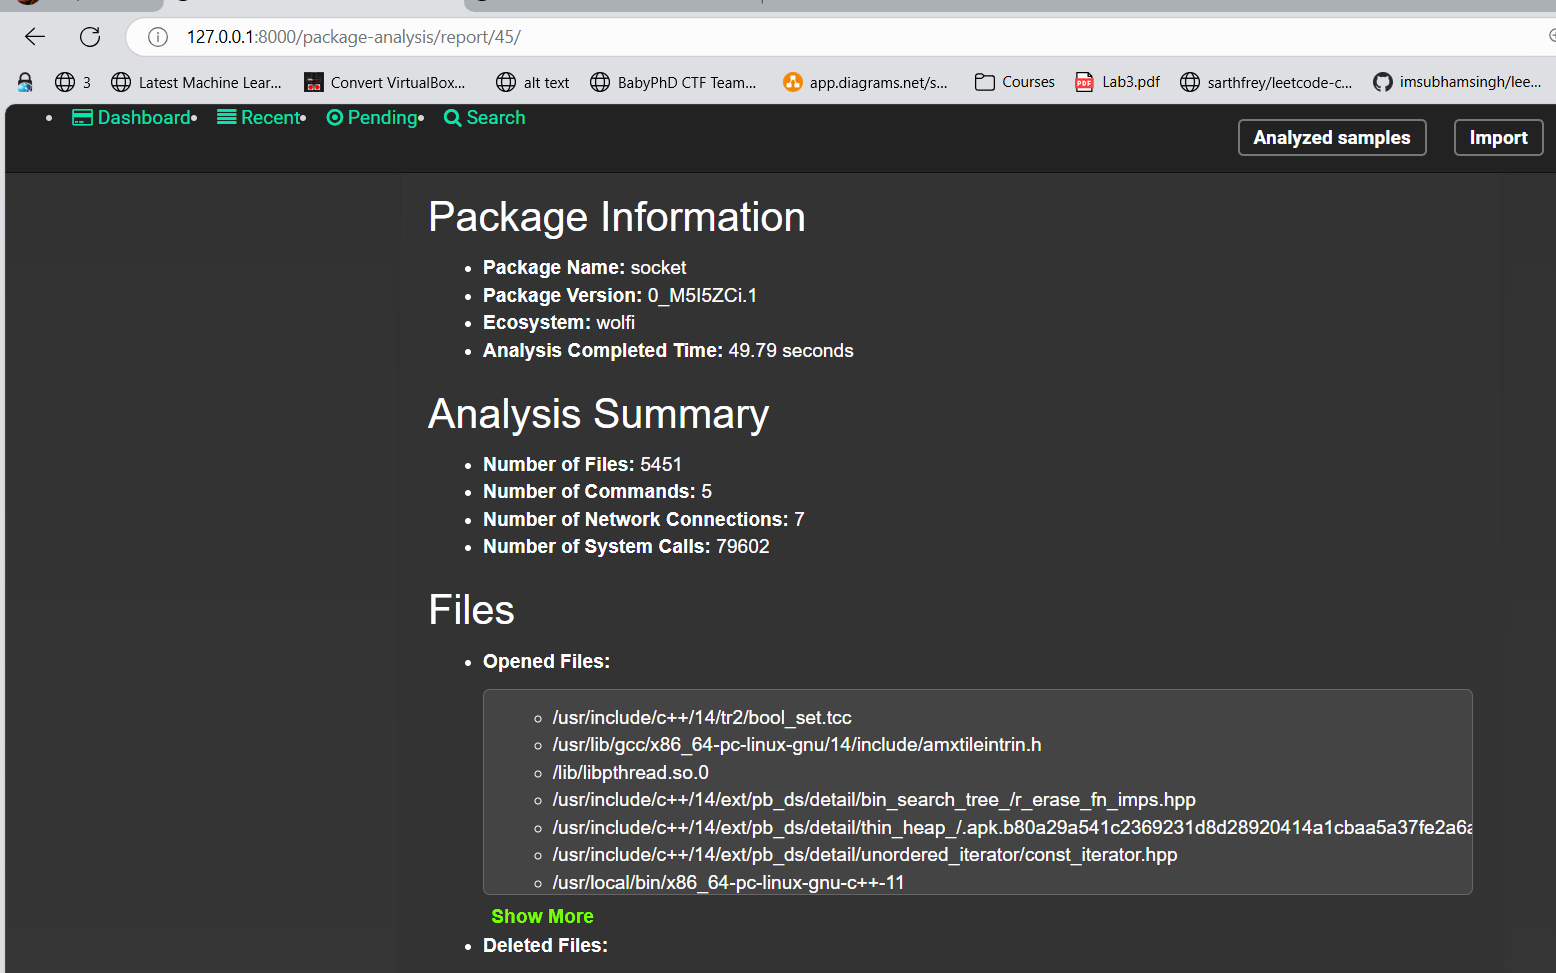 127.0.0.1:8000/package-analysis/report/45/
3
Latest Machine Lear...
Convert VirtualBox...
alt text
BabyPhD CTF Team...
app.diagrams.net/s...
Courses
Lab3.pdf
sarthfrey/leetcode-c...
imsubhamsingh/lee...
Dashboard
Recent
Pending
Search
Analyzed samples
Import
Package Information
Package Name: socket
Package Version: 0_M5I5ZCi.1
Ecosystem: wolfi
Analysis Completed Time: 49.79 seconds
Analysis Summary
Number of Files: 5451
Number of Commands: 5
Number of Network Connections: 7
Number of System Calls: 79602
Files
Opened Files:
/usr/include/c++/14/tr2/bool_set.tcc
/usr/lib/gcc/x86_64-pc-linux-gnu/14/include/amxtileintrin.h
/lib/libpthread.so.0
/usr/include/c++/14/ext/pb_ds/detail/bin_search_tree_/r_erase_fn_imps.hpp
/usr/include/c++/14/ext/pb_ds/detail/thin_heap_/.apk.b80a29a541c2369231d8d28920414a1cbaa5a37fe2a6a
/usr/include/c++/14/ext/pb_ds/detail/unordered_iterator/const_iterator.hpp
/usr/local/bin/x86_64-pc-linux-gnu-c++-11
Show More
Deleted Files: